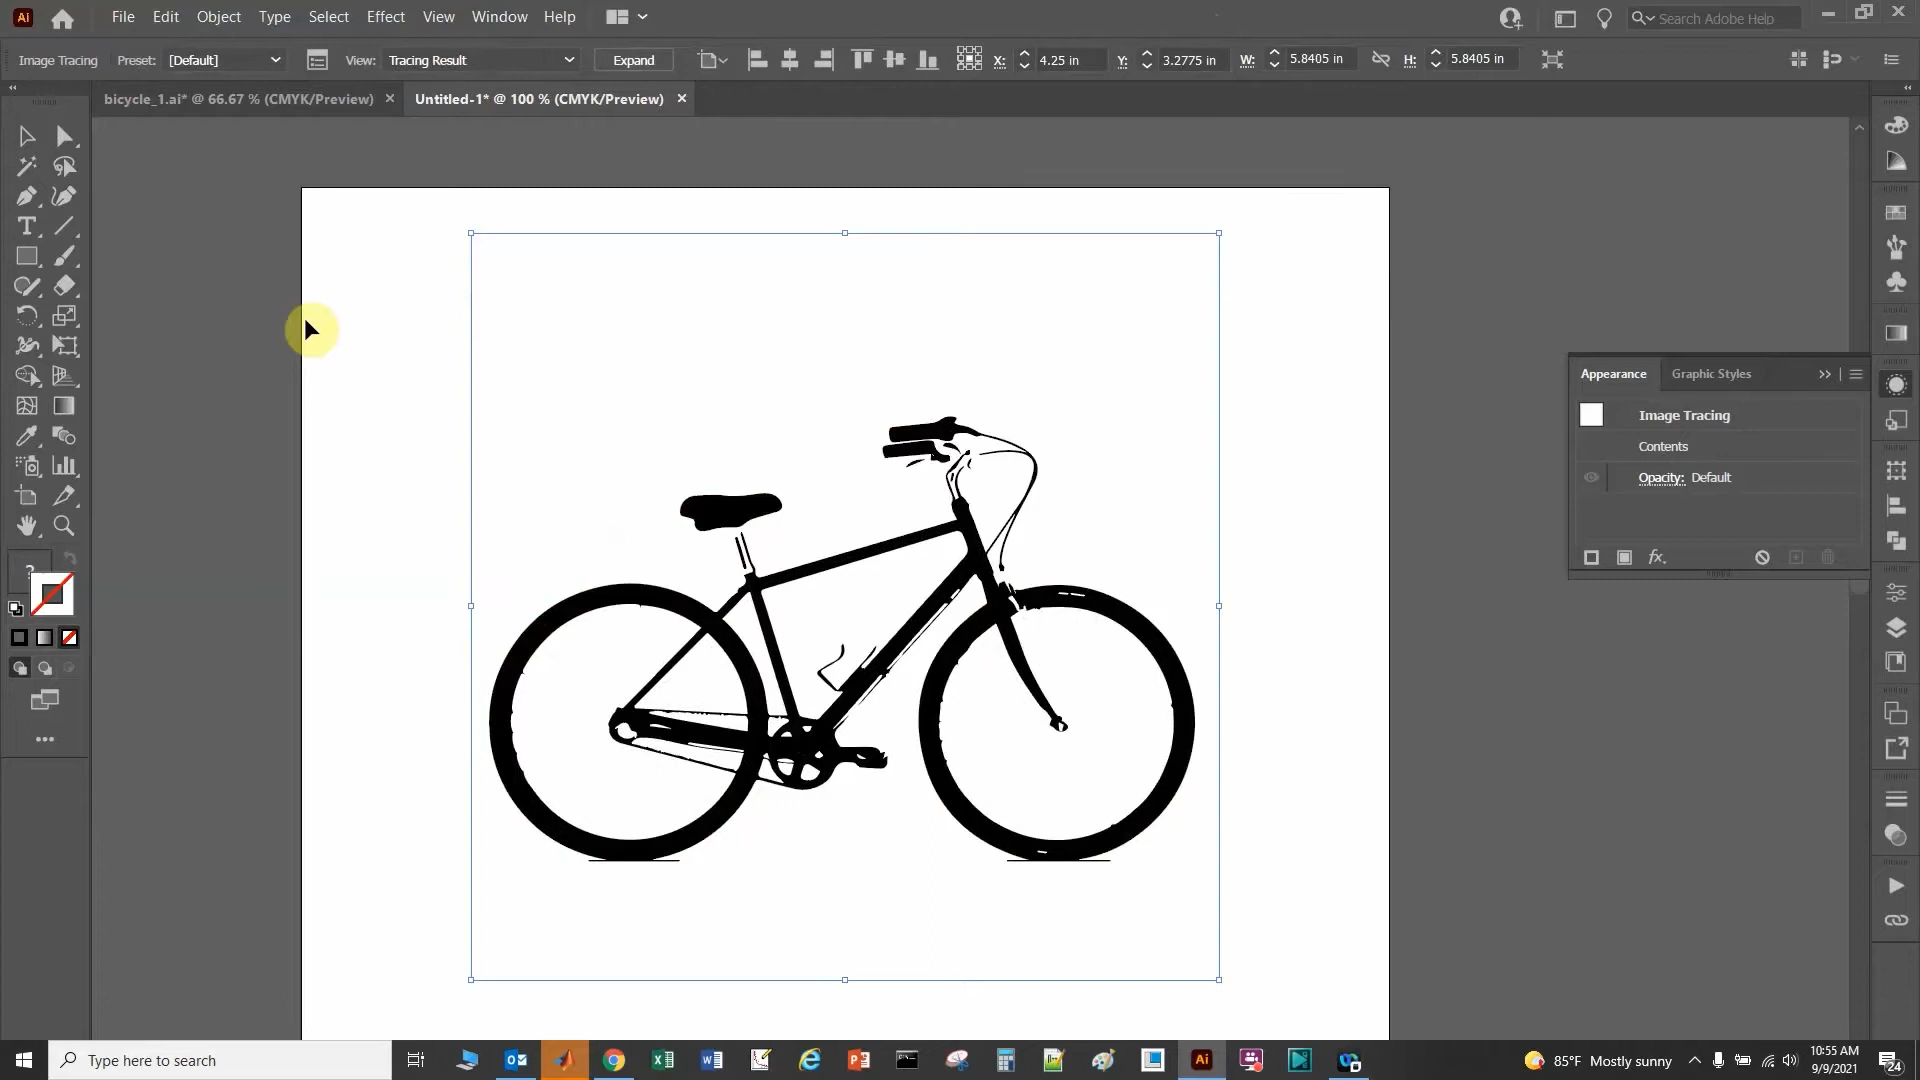 Ai File Edit Object Type Select Effect View Window Help Search Adobe Help
Image Tracing Preset: [Default] View: Tracing Result Expand X: 4.25 in Y: 3.2775 in W: 5.8405 in H: 5.8405 in
bicycle_1.ai* @ 66.67 % (CMYK/Preview) × Untitled-1* @ 100 % (CMYK/Preview) ×
T
Appearance Graphic Styles
Image Tracing
Contents
Opacity: Default
fx.
?
Type here to search
Ai
85°F Mostly sunny
10:55 AM
9/9/2021
24